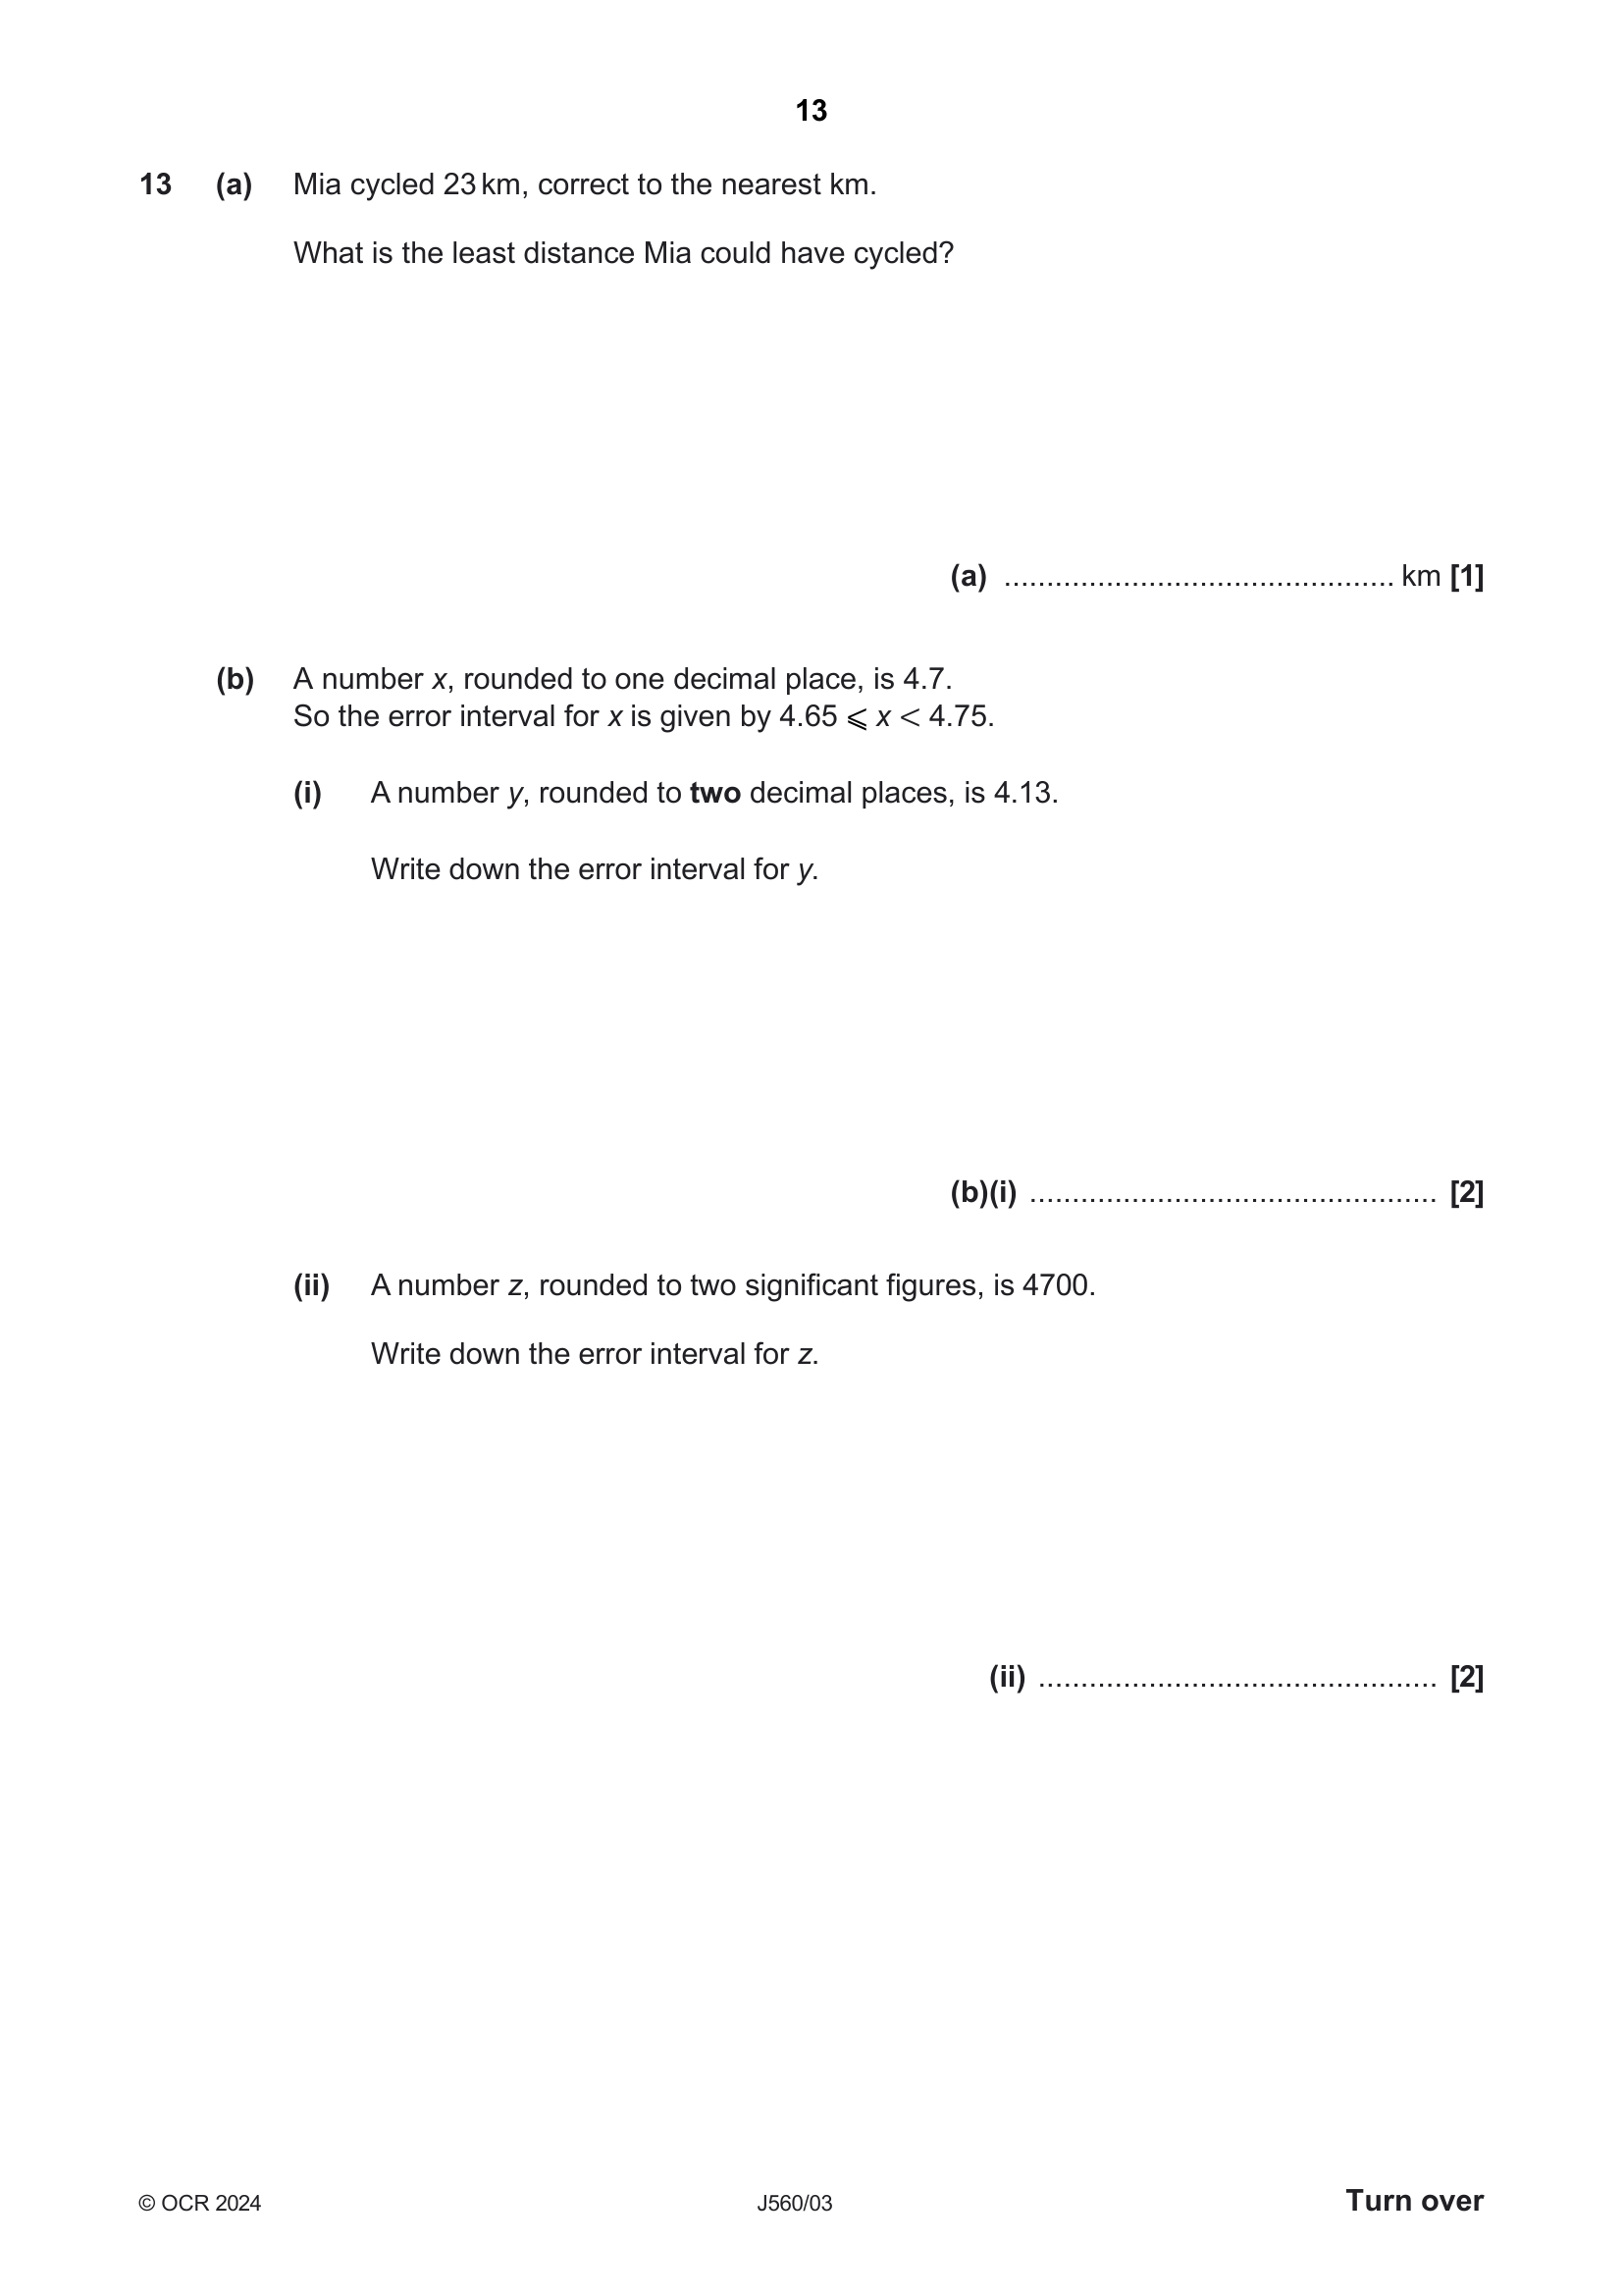 13
13 (a) Mia cycled 23 km, correct to the nearest km.
What is the least distance Mia could have cycled?
(a) .............................................. km [1]
(b) A number x, rounded to one decimal place, is 4.7.
So the error interval for x is given by 4.65 ⩽ x < 4.75.
(i) A number y, rounded to two decimal places, is 4.13.
Write down the error interval for y.
(b)(i) ................................................ [2]
(ii) A number z, rounded to two significant figures, is 4700.
Write down the error interval for z.
(ii) ............................................... [2]
© OCR 2024 J560/03 Turn over